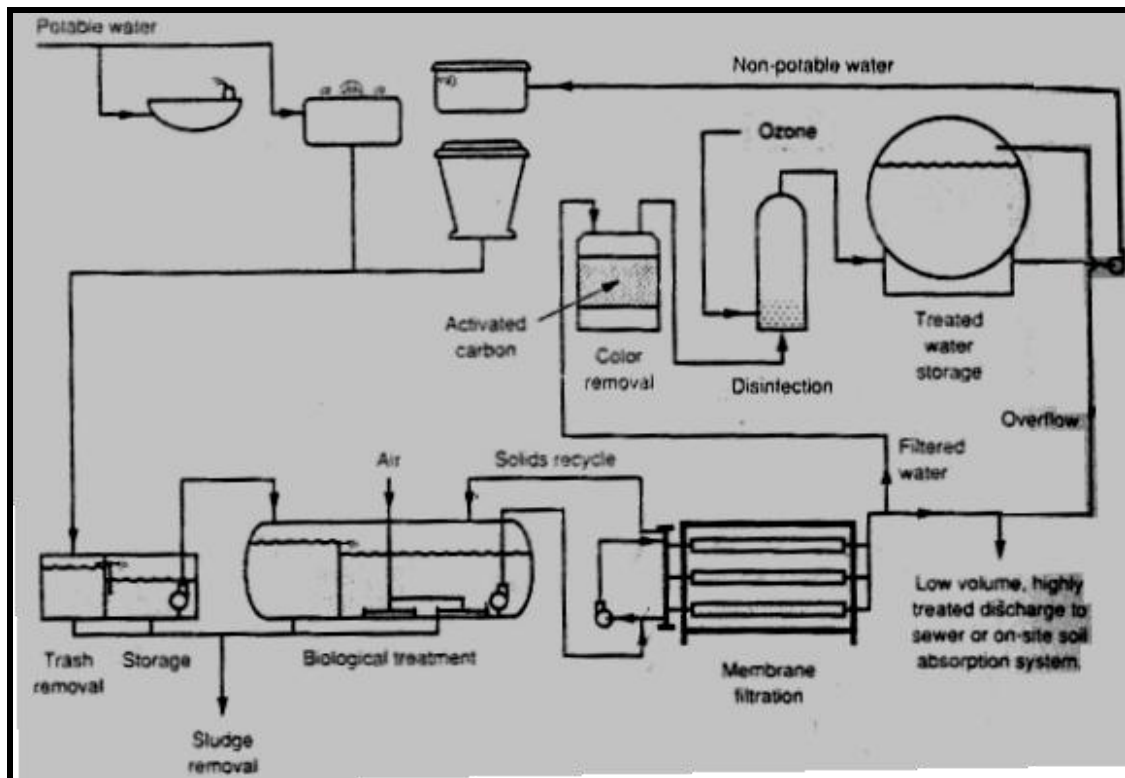 Potable water
Non-potable water
Ozone
Activated
carbon
Color
removal
Disinfection
Treated
water
storage
Overflow
Filtered
water
Air
Solids recycle
Trash
removal
Storage
Biological treatment
Membrane
filtration
Low volume, highly
treated discharge to
sewer or on-site soil
absorption system.
Sludge
removal